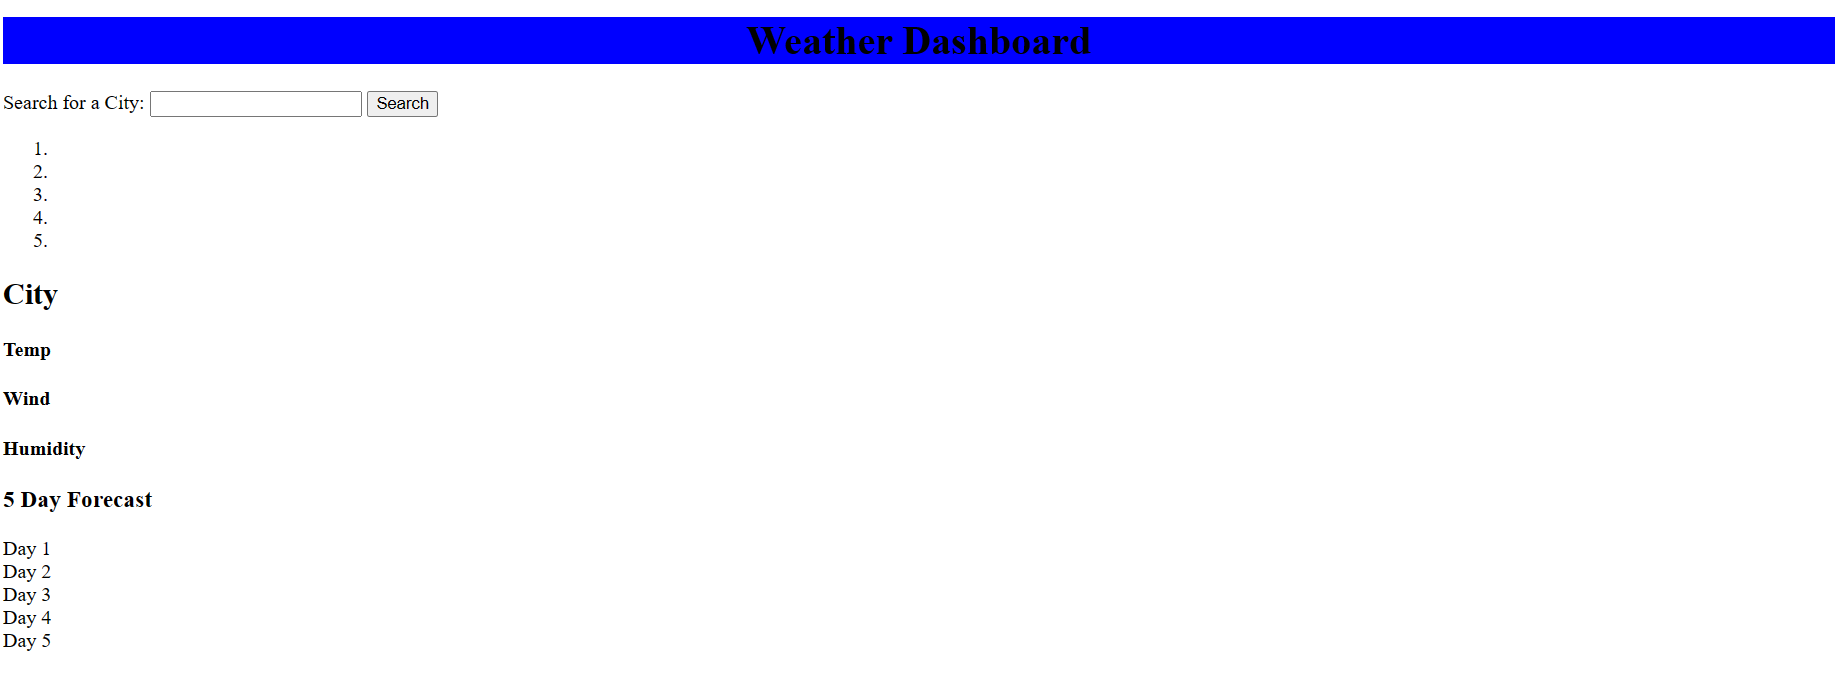 Weather Dashboard
Search for a City: Search
1.
2.
3.
4.
5.
City
Temp
Wind
Humidity
5 Day Forecast
Day 1
Day 2
Day 3
Day 4
Day 5